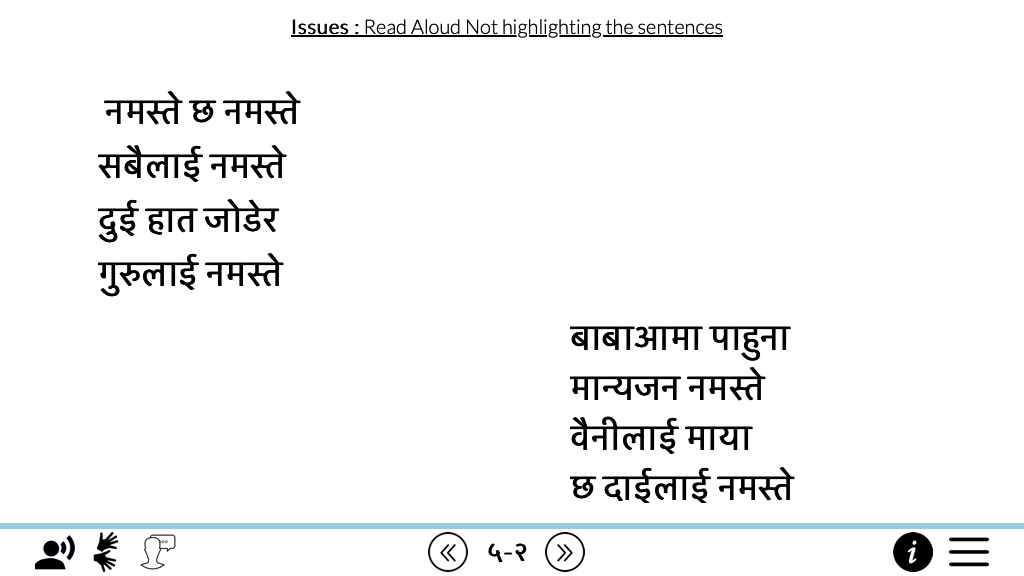 Issues : Read Aloud Not highlighting the sentences
नमस्ते छ नमस्ते
सबैलाई नमस्ते
दुई हात जोडेर
गुरुलाई नमस्ते
बाबाआमा पाहुना
मान्यजन नमस्ते
वैनीलाई माया
छ दाईलाई नमस्ते
५-२